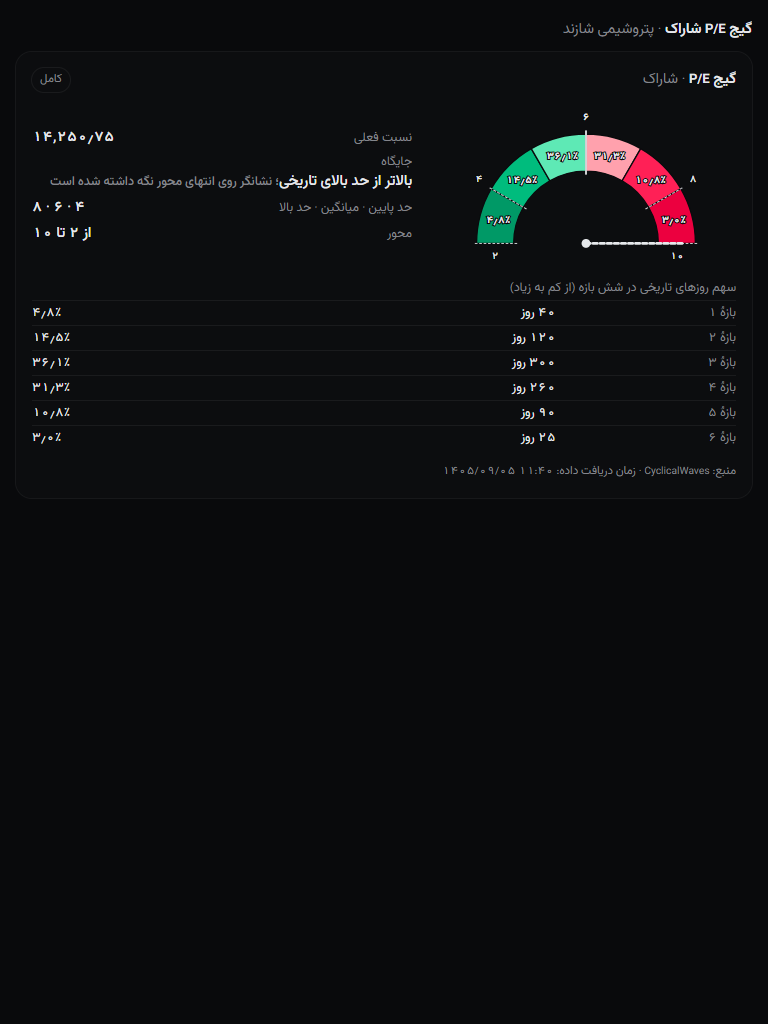 گیج P/E شاراک · پتروشیمی شازند
گیج P/E · شاراک
کامل
۶
۳۶٫۱٪
۳۱٫۳٪
۴
۱۴٫۵٪
۱۰٫۸٪
۸
۴٫۸٪
۳٫۰٪
۲
۱۰
نسبت فعلی ۱۴,۲۵۰٫۷۵
جایگاه
بالاتر از حد بالای تاریخی؛ نشانگر روی انتهای محور نگه داشته شده است
حد پایین · میانگین · حد بالا ۴ · ۶ · ۸
محور از ۲ تا ۱۰
سهم روزهای تاریخی در شش بازه (از کم به زیاد)
بازهٔ ۱ ۴۰ روز ۴٫۸٪
بازهٔ ۲ ۱۲۰ روز ۱۴٫۵٪
بازهٔ ۳ ۳۰۰ روز ۳۶٫۱٪
بازهٔ ۴ ۲۶۰ روز ۳۱٫۳٪
بازهٔ ۵ ۹۰ روز ۱۰٫۸٪
بازهٔ ۶ ۲۵ روز ۳٫۰٪
منبع: CyclicalWaves · زمان دریافت داده: ۱۴۰۵/۰۹/۰۵ ۱۱:۴۰